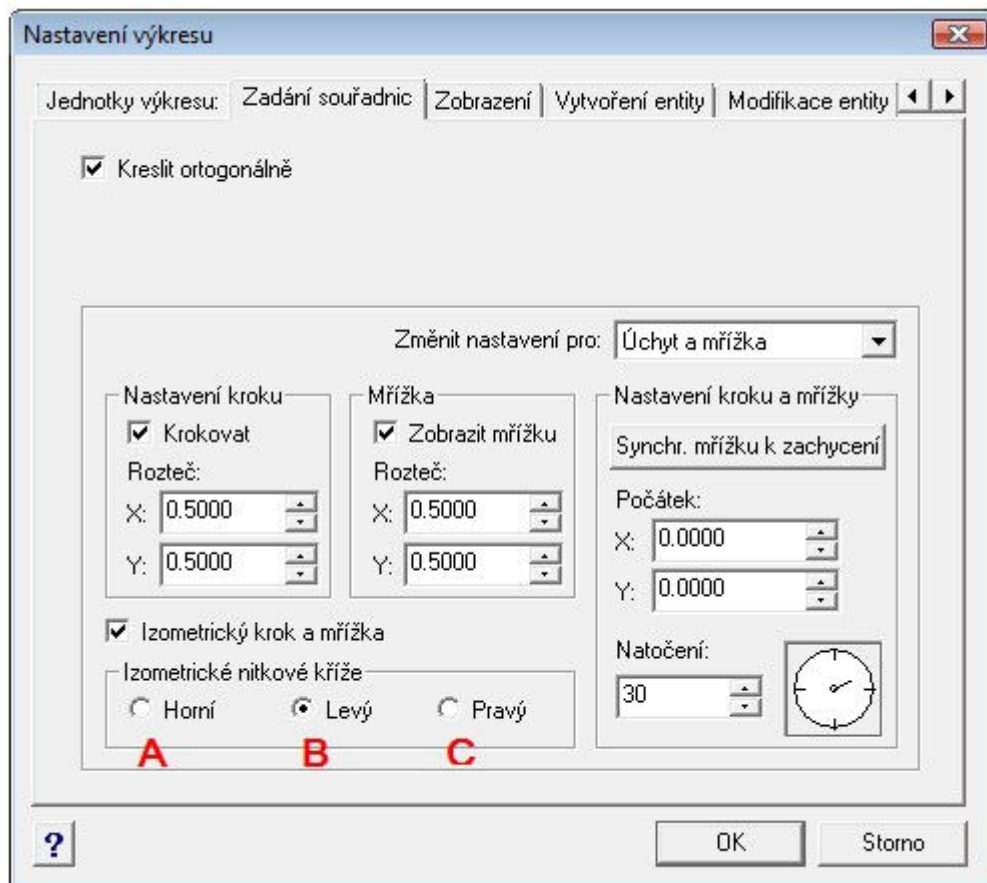 Nastavení výkresu
Jednotky výkresu: Zadání souřadnic Zobrazení Vytvoření entity Modifikace entity
Kreslit ortogonálně
Změnit nastavení pro: Úchyt a mřížka
Nastavení kroku
Krokovat
Rozteč:
X: 0.5000
Y: 0.5000
Mřížka
Zobrazit mřížku
Rozteč:
X: 0.5000
Y: 0.5000
Nastavení kroku a mřížky
Synchr. mřížku k zachycení
Počátek:
X: 0.0000
Y: 0.0000
Natočení:
30
Izometrický krok a mřížka
Izometrické nitkové kříže
Horní Levý Pravý
A B C
? OK Storno